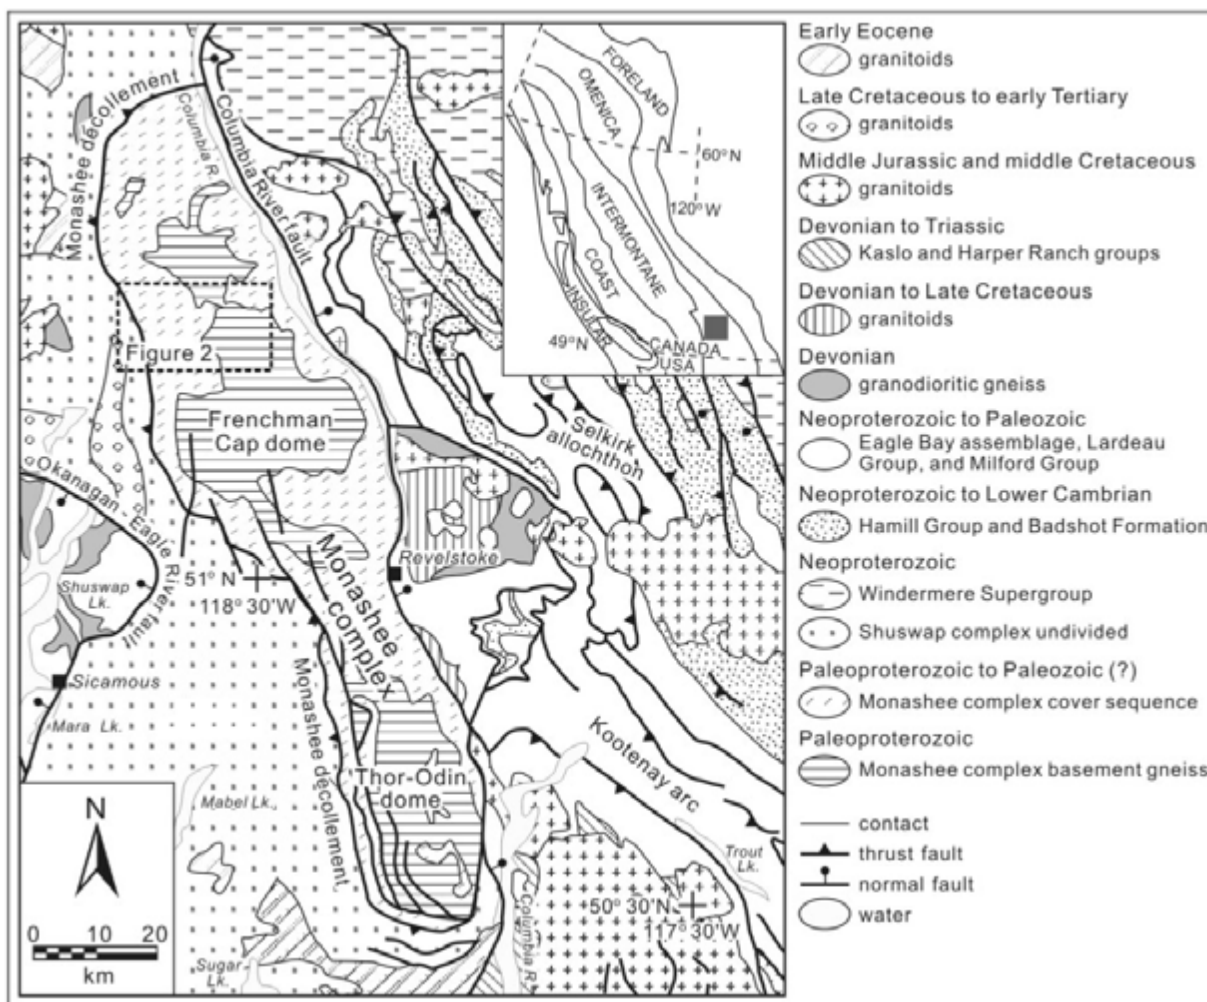 Monashee décollement
Columbia R.
Columbia River fault
Figure 2
Frenchman
Cap dome
Okanagan - Eagle River fault
Shuswap
Lk.
51° N
118° 30'W
Monashee
complex
Revelstoke
Selkirk
allochthon
Sicamous
Mara Lk.
Monashee décollement
Thor-Odin
dome
Kootenay arc
Mabel Lk.
Trout
Lk.
50° 30'N
117° 30'W
Columbia R.
Sugar
Lk.
N
0 10 20
km
FORELAND
OMENICA
60° N
120° W
INTERMONTANE
COAST
INSULAR
49° N
CANADA
USA
Early Eocene
granitoids
Late Cretaceous to early Tertiary
granitoids
Middle Jurassic and middle Cretaceous
granitoids
Devonian to Triassic
Kaslo and Harper Ranch groups
Devonian to Late Cretaceous
granitoids
Devonian
granodioritic gneiss
Neoproterozoic to Paleozoic
Eagle Bay assemblage, Lardeau
Group, and Milford Group
Neoproterozoic to Lower Cambrian
Hamill Group and Badshot Formation
Neoproterozoic
Windermere Supergroup
Shuswap complex undivided
Paleoproterozoic to Paleozoic (?)
Monashee complex cover sequence
Paleoproterozoic
Monashee complex basement gneiss
contact
thrust fault
normal fault
water